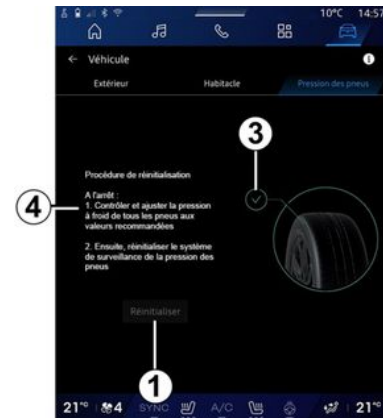 10°C 14:57
Véhicule
Extérieur Habitacle Pression des pneus
3
Procédure de réinitialisation
A l'arrêt :
1. Contrôler et ajuster la pression
à froid de tous les pneus aux
valeurs recommandées
4
2. Ensuite, réinitialiser le système
de surveillance de la pression des
pneus
Réinitialiser
1
21°C 4 SYNC A/C 21°C